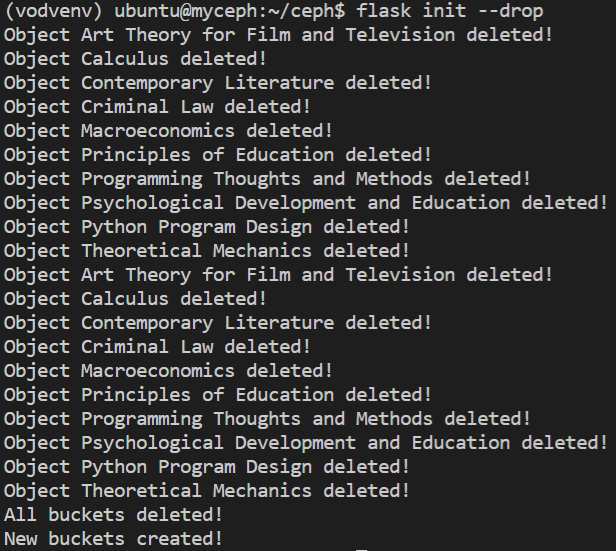 (vodvenv) ubuntu@myceph:~/ceph$ flask init --drop
Object Art Theory for Film and Television deleted!
Object Calculus deleted!
Object Contemporary Literature deleted!
Object Criminal Law deleted!
Object Macroeconomics deleted!
Object Principles of Education deleted!
Object Programming Thoughts and Methods deleted!
Object Psychological Development and Education deleted!
Object Python Program Design deleted!
Object Theoretical Mechanics deleted!
Object Art Theory for Film and Television deleted!
Object Calculus deleted!
Object Contemporary Literature deleted!
Object Criminal Law deleted!
Object Macroeconomics deleted!
Object Principles of Education deleted!
Object Programming Thoughts and Methods deleted!
Object Psychological Development and Education deleted!
Object Python Program Design deleted!
Object Theoretical Mechanics deleted!
All buckets deleted!
New buckets created!